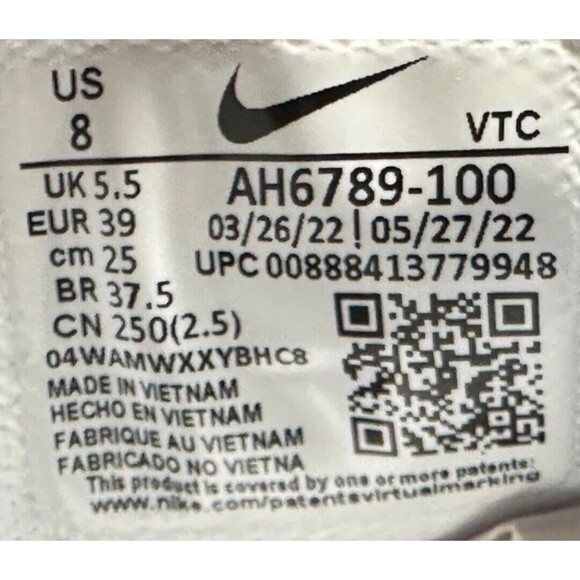 US
8
VTC
UK 5.5
AH6789-100
EUR 39
03/26/22 | 05/27/22
cm 25
UPC 00888413779948
BR 37.5
CN 250(2.5)
04WAMWXXYBHC8
MADE IN VIETNAM
HECHO EN VIETNAM
FABRIQUE AU VIETNAM
FABRICADO NO VIETNA
This product is covered by one or more patents:
www.nike.com/patentsvirtualmarking